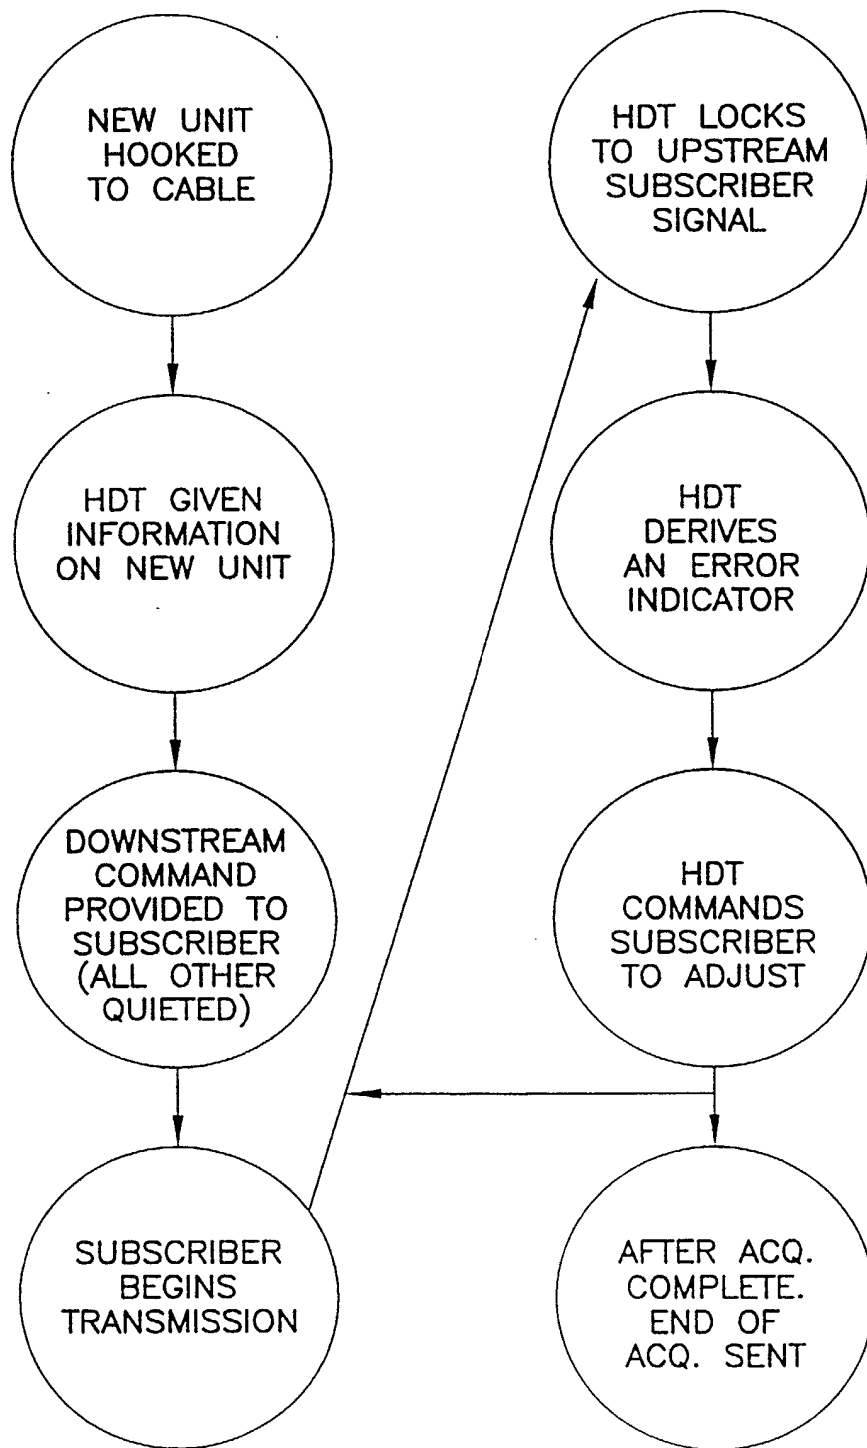 NEW UNIT
HOOKED
TO CABLE
HDT GIVEN
INFORMATION
ON NEW UNIT
DOWNSTREAM
COMMAND
PROVIDED TO
SUBSCRIBER
(ALL OTHER
QUIETED)
SUBSCRIBER
BEGINS
TRANSMISSION
HDT LOCKS
TO UPSTREAM
SUBSCRIBER
SIGNAL
HDT
DERIVES
AN ERROR
INDICATOR
HDT
COMMANDS
SUBSCRIBER
TO ADJUST
AFTER ACQ.
COMPLETE.
END OF
ACQ. SENT